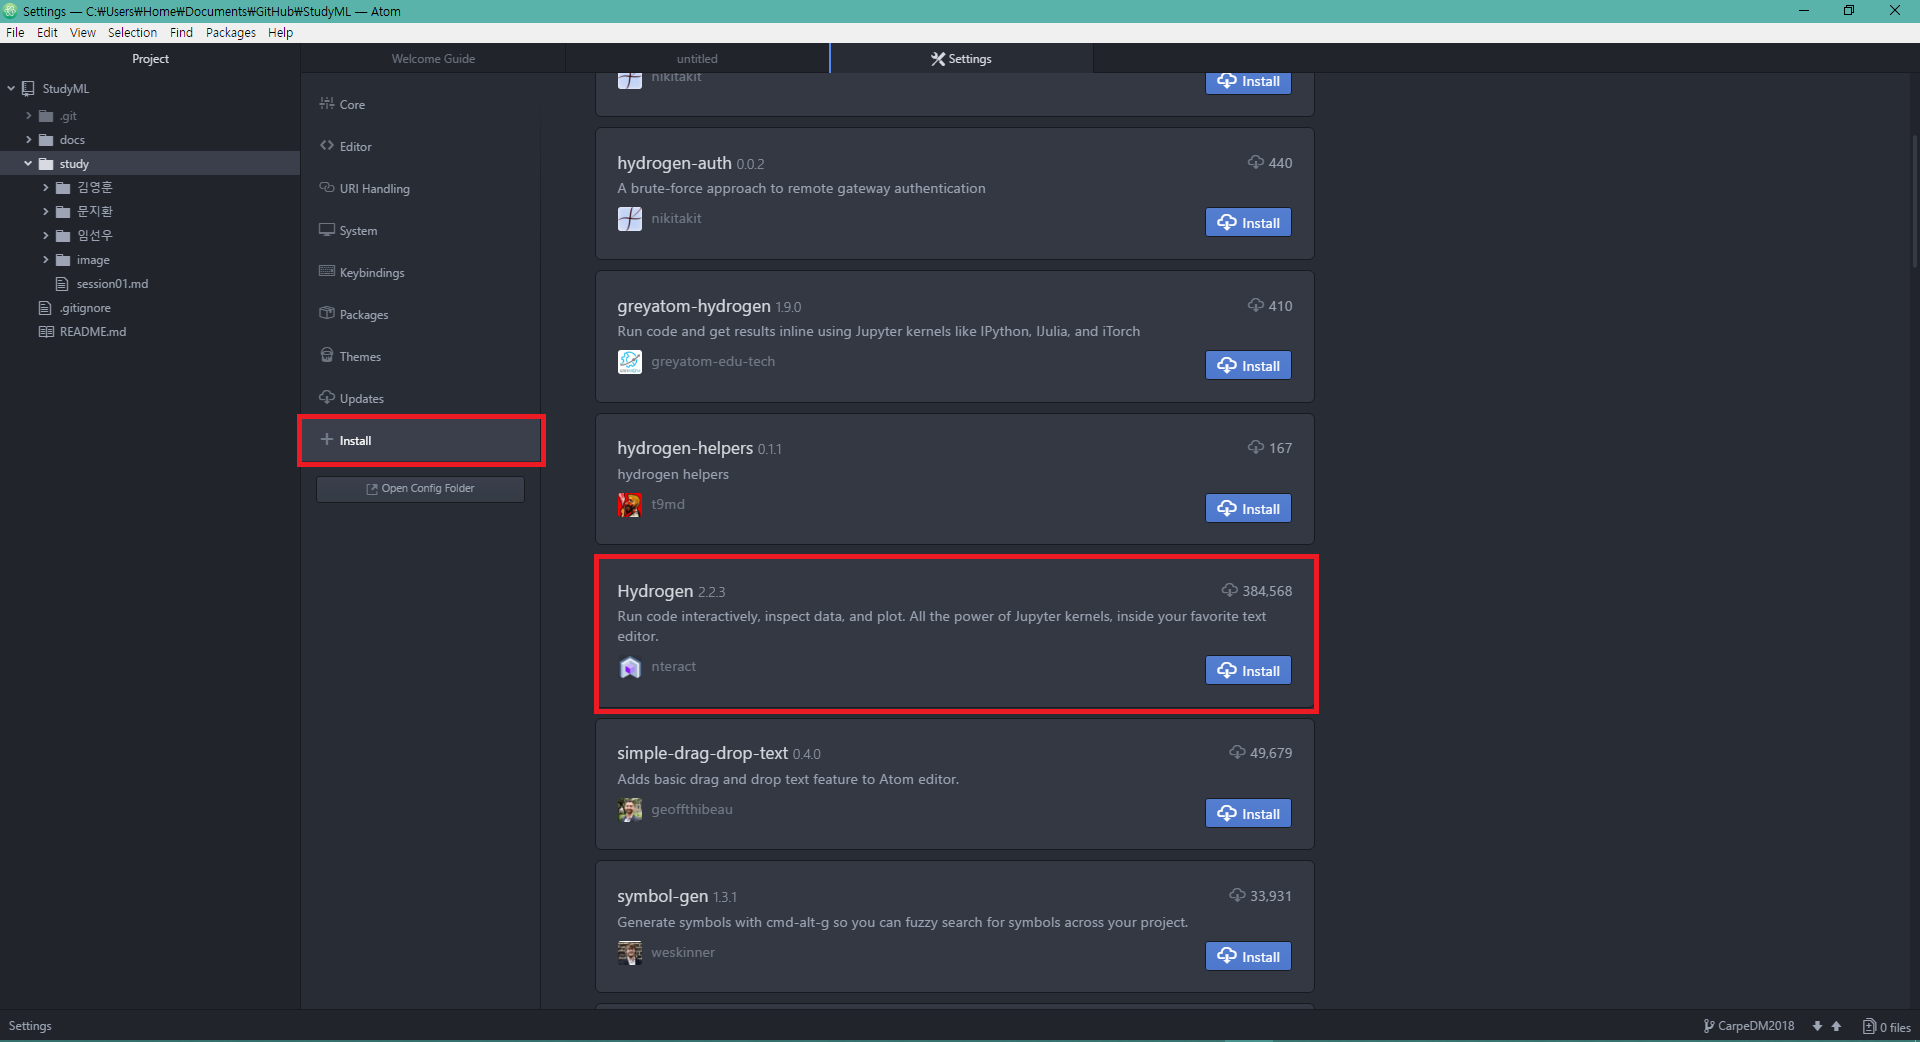 Settings — C:₩Users₩Home₩Documents₩GitHub₩StudyML — Atom
File Edit View Selection Find Packages Help
Project
StudyML
.git
docs
study
김영훈
문지환
임선우
image
session01.md
.gitignore
README.md
Welcome Guide
untitled
Settings
Core
Editor
URI Handling
System
Keybindings
Packages
Themes
Updates
Install
Open Config Folder
nikitakit
Install
hydrogen-auth 0.0.2
440
A brute-force approach to remote gateway authentication
nikitakit
Install
greyatom-hydrogen 1.9.0
410
Run code and get results inline using Jupyter kernels like IPython, IJulia, and iTorch
greyatom-edu-tech
Install
hydrogen-helpers 0.1.1
167
hydrogen helpers
t9md
Install
Hydrogen 2.2.3
384,568
Run code interactively, inspect data, and plot. All the power of Jupyter kernels, inside your favorite text
editor.
nteract
Install
simple-drag-drop-text 0.4.0
49,679
Adds basic drag and drop text feature to Atom editor.
geoffthibeau
Install
symbol-gen 1.3.1
33,931
Generate symbols with cmd-alt-g so you can fuzzy search for symbols across your project.
weskinner
Install
Settings
CarpeDM2018
0 files